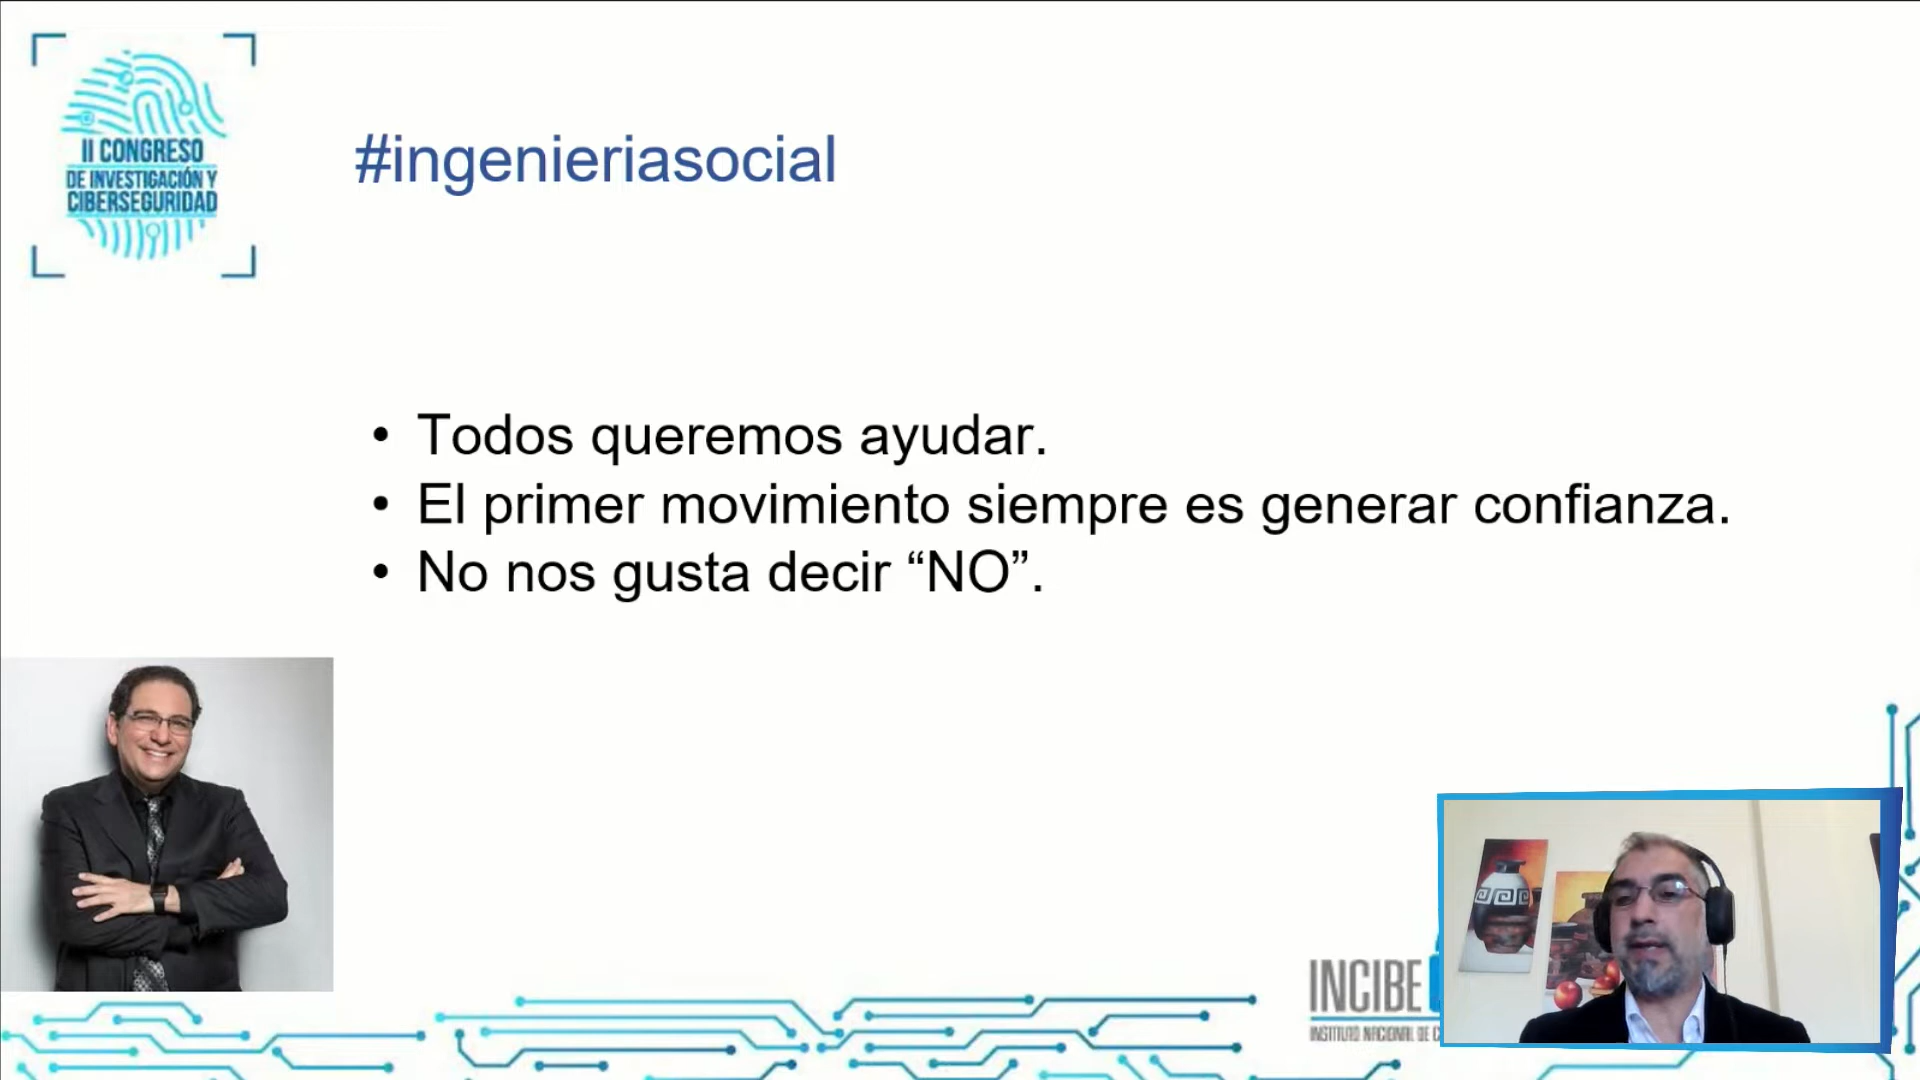 II CONGRESO
DE INVESTIGACIÓN Y
CIBERSEGURIDAD
#ingenieriasocial
• Todos queremos ayudar.
• El primer movimiento siempre es generar confianza.
• No nos gusta decir “NO”.
INCIBE
INSTITUTO NACIONAL DE C